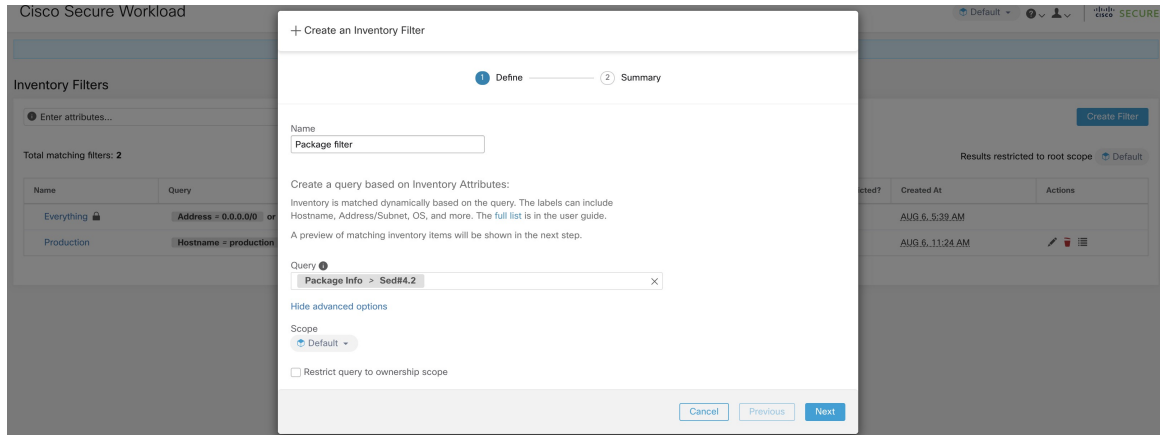 Cisco Secure Workload
Default
CISCO SECURE
+ Create an Inventory Filter
1 Define 2 Summary
Inventory Filters
Enter attributes...
Create Filter
Total matching filters: 2
Results restricted to root scope Default
Name Query icted? Created At Actions
Everything Address = 0.0.0.0/0 or AUG 6, 5:39 AM
Production Hostname = production AUG 6, 11:24 AM
Name
Package filter
Create a query based on Inventory Attributes:
Inventory is matched dynamically based on the query. The labels can include
Hostname, Address/Subnet, OS, and more. The full list is in the user guide.
A preview of matching inventory items will be shown in the next step.
Query
Package Info > Sed#4.2
Hide advanced options
Scope
Default
Restrict query to ownership scope
Cancel Previous Next